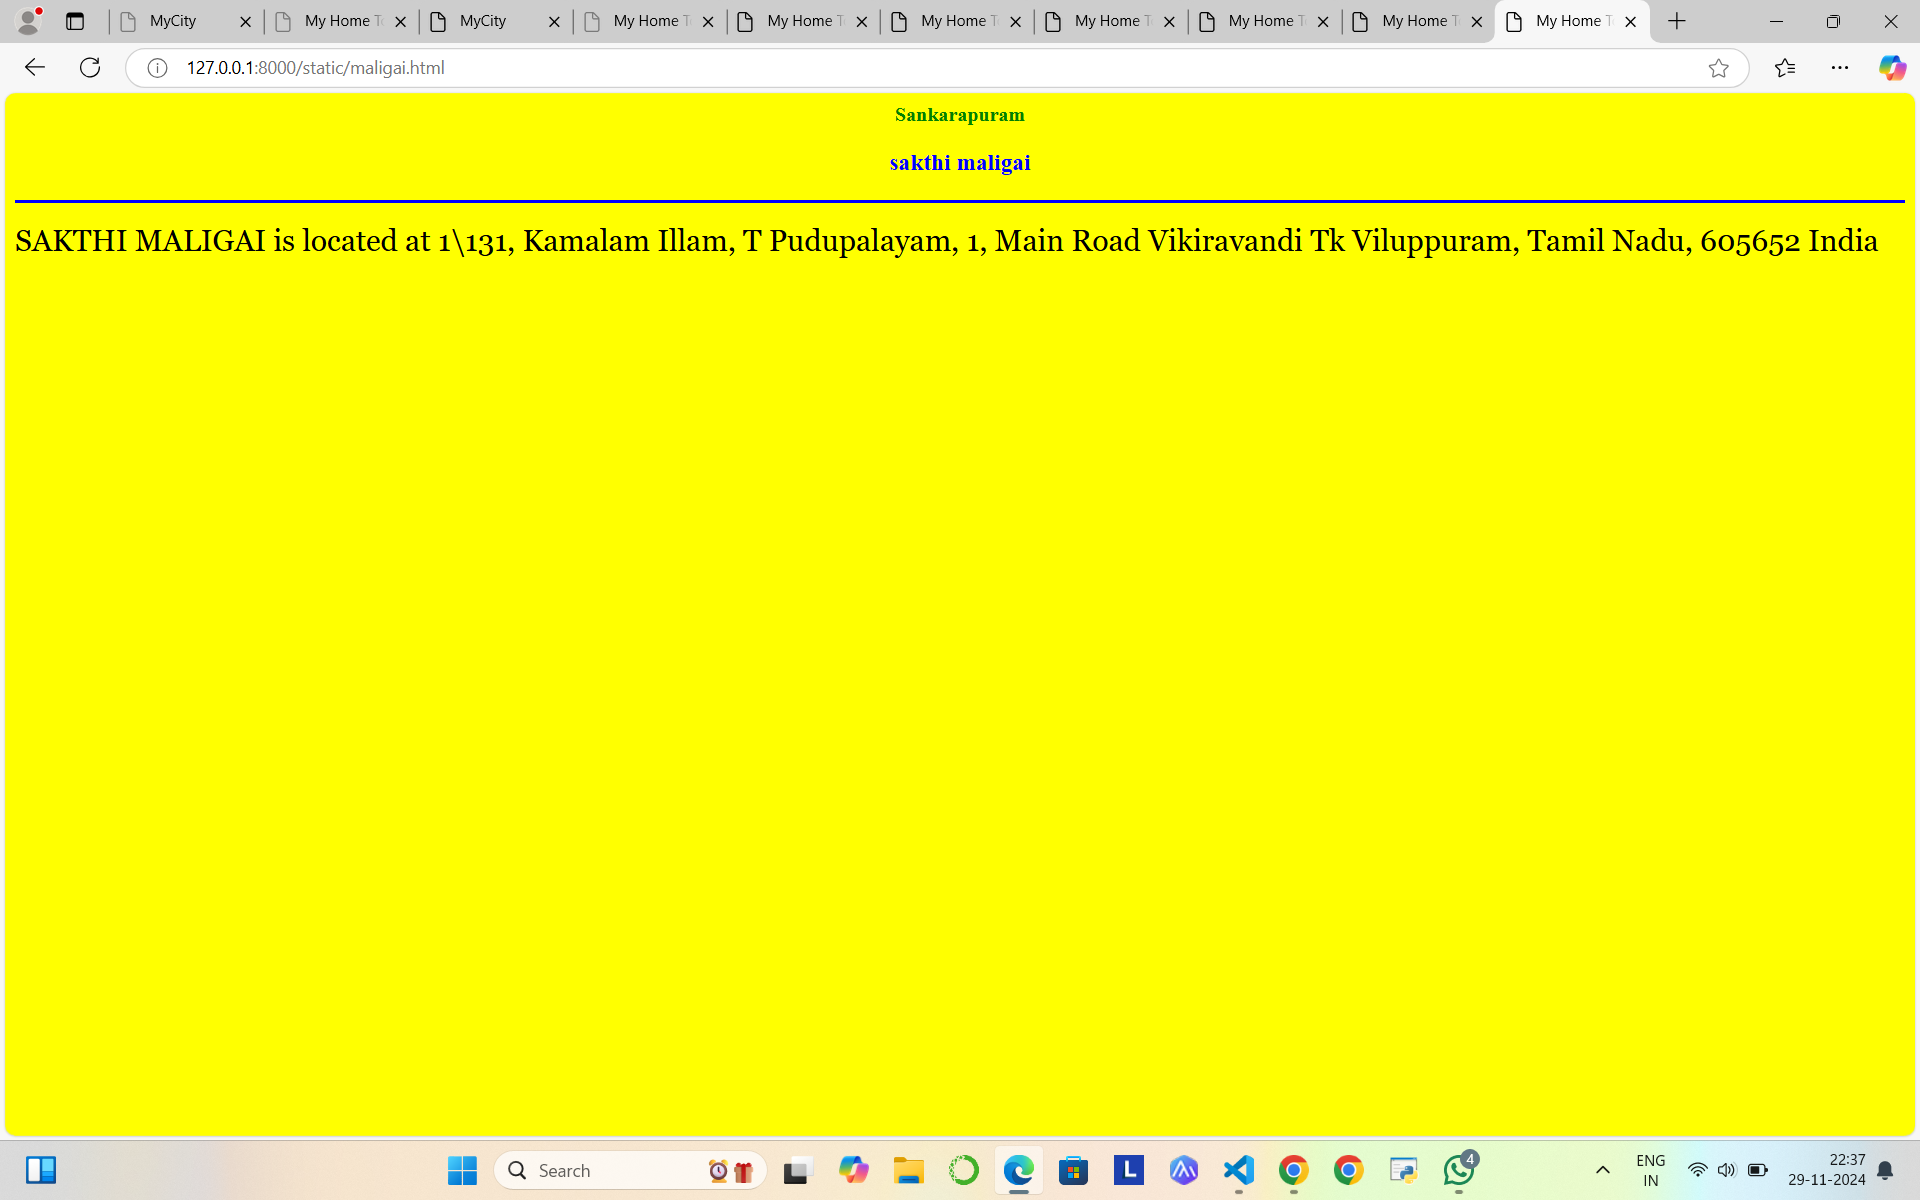 MyCity
My Home T
MyCity
My Home T
My Home T
My Home T
My Home T
My Home T
My Home T
My Home T
127.0.0.1:8000/static/maligai.html
Sankarapuram
sakthi maligai
SAKTHI MALIGAI is located at 1\131, Kamalam Illam, T Pudupalayam, 1, Main Road Vikiravandi Tk Viluppuram, Tamil Nadu, 605652 India
Search
L
4
ENG
IN
22:37
29-11-2024